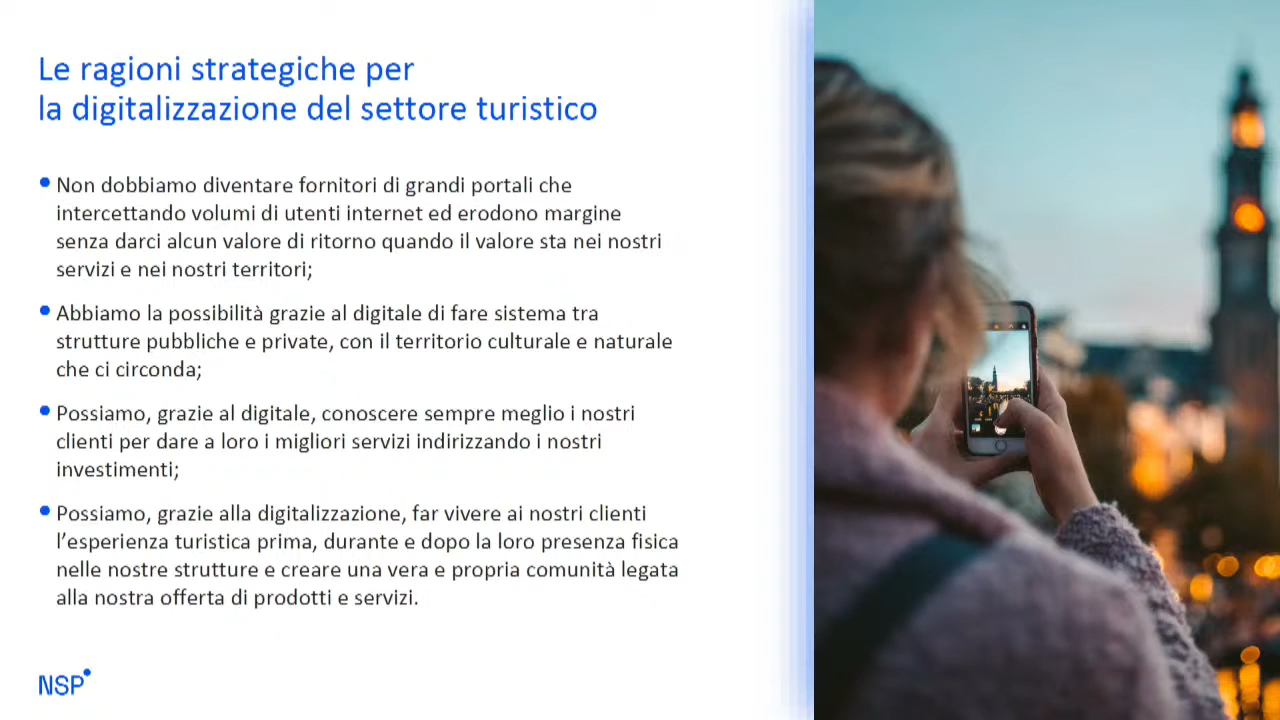 Le ragioni strategiche per
la digitalizzazione del settore turistico
• Non dobbiamo diventare fornitori di grandi portali che
intercettando volumi di utenti internet ed erodono margine
senza darci alcun valore di ritorno quando il valore sta nei nostri
servizi e nei nostri territori;
• Abbiamo la possibilità grazie al digitale di fare sistema tra
strutture pubbliche e private, con il territorio culturale e naturale
che ci circonda;
• Possiamo, grazie al digitale, conoscere sempre meglio i nostri
clienti per dare a loro i migliori servizi indirizzando i nostri
investimenti;
• Possiamo, grazie alla digitalizzazione, far vivere ai nostri clienti
l’esperienza turistica prima, durante e dopo la loro presenza fisica
nelle nostre strutture e creare una vera e propria comunità legata
alla nostra offerta di prodotti e servizi.
NSP